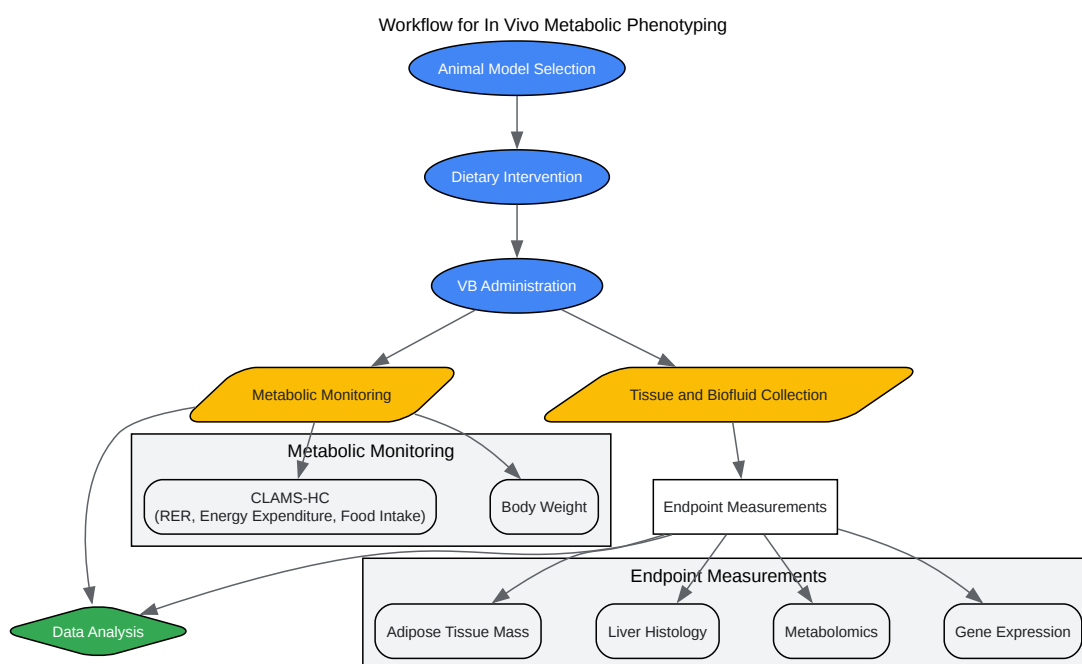 Workflow for In Vivo Metabolic Phenotyping
Animal Model Selection
Dietary Intervention
VB Administration
Metabolic Monitoring
Tissue and Biofluid Collection
Metabolic Monitoring
CLAMS-HC
(RER, Energy Expenditure, Food Intake)
Body Weight
Endpoint Measurements
Endpoint Measurements
Data Analysis
Adipose Tissue Mass
Liver Histology
Metabolomics
Gene Expression